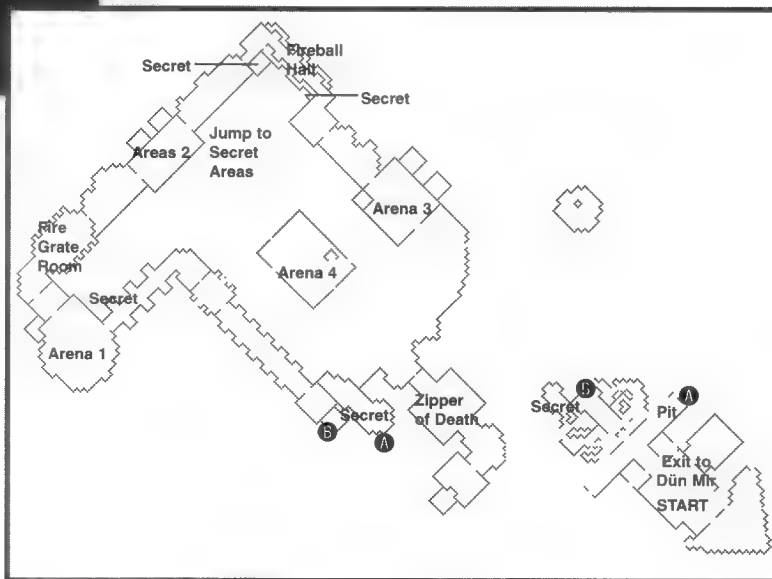 Fireball
Hall
Secret
Secret
Jump to
Secret
Areas
Areas 2
Arena 3
Fire
Grate
Room
Arena 4
Secret
Arena 1
Secret
B
A
Zipper
of Death
Secret
B
Pit
A
Exit to
Dün Mir
START